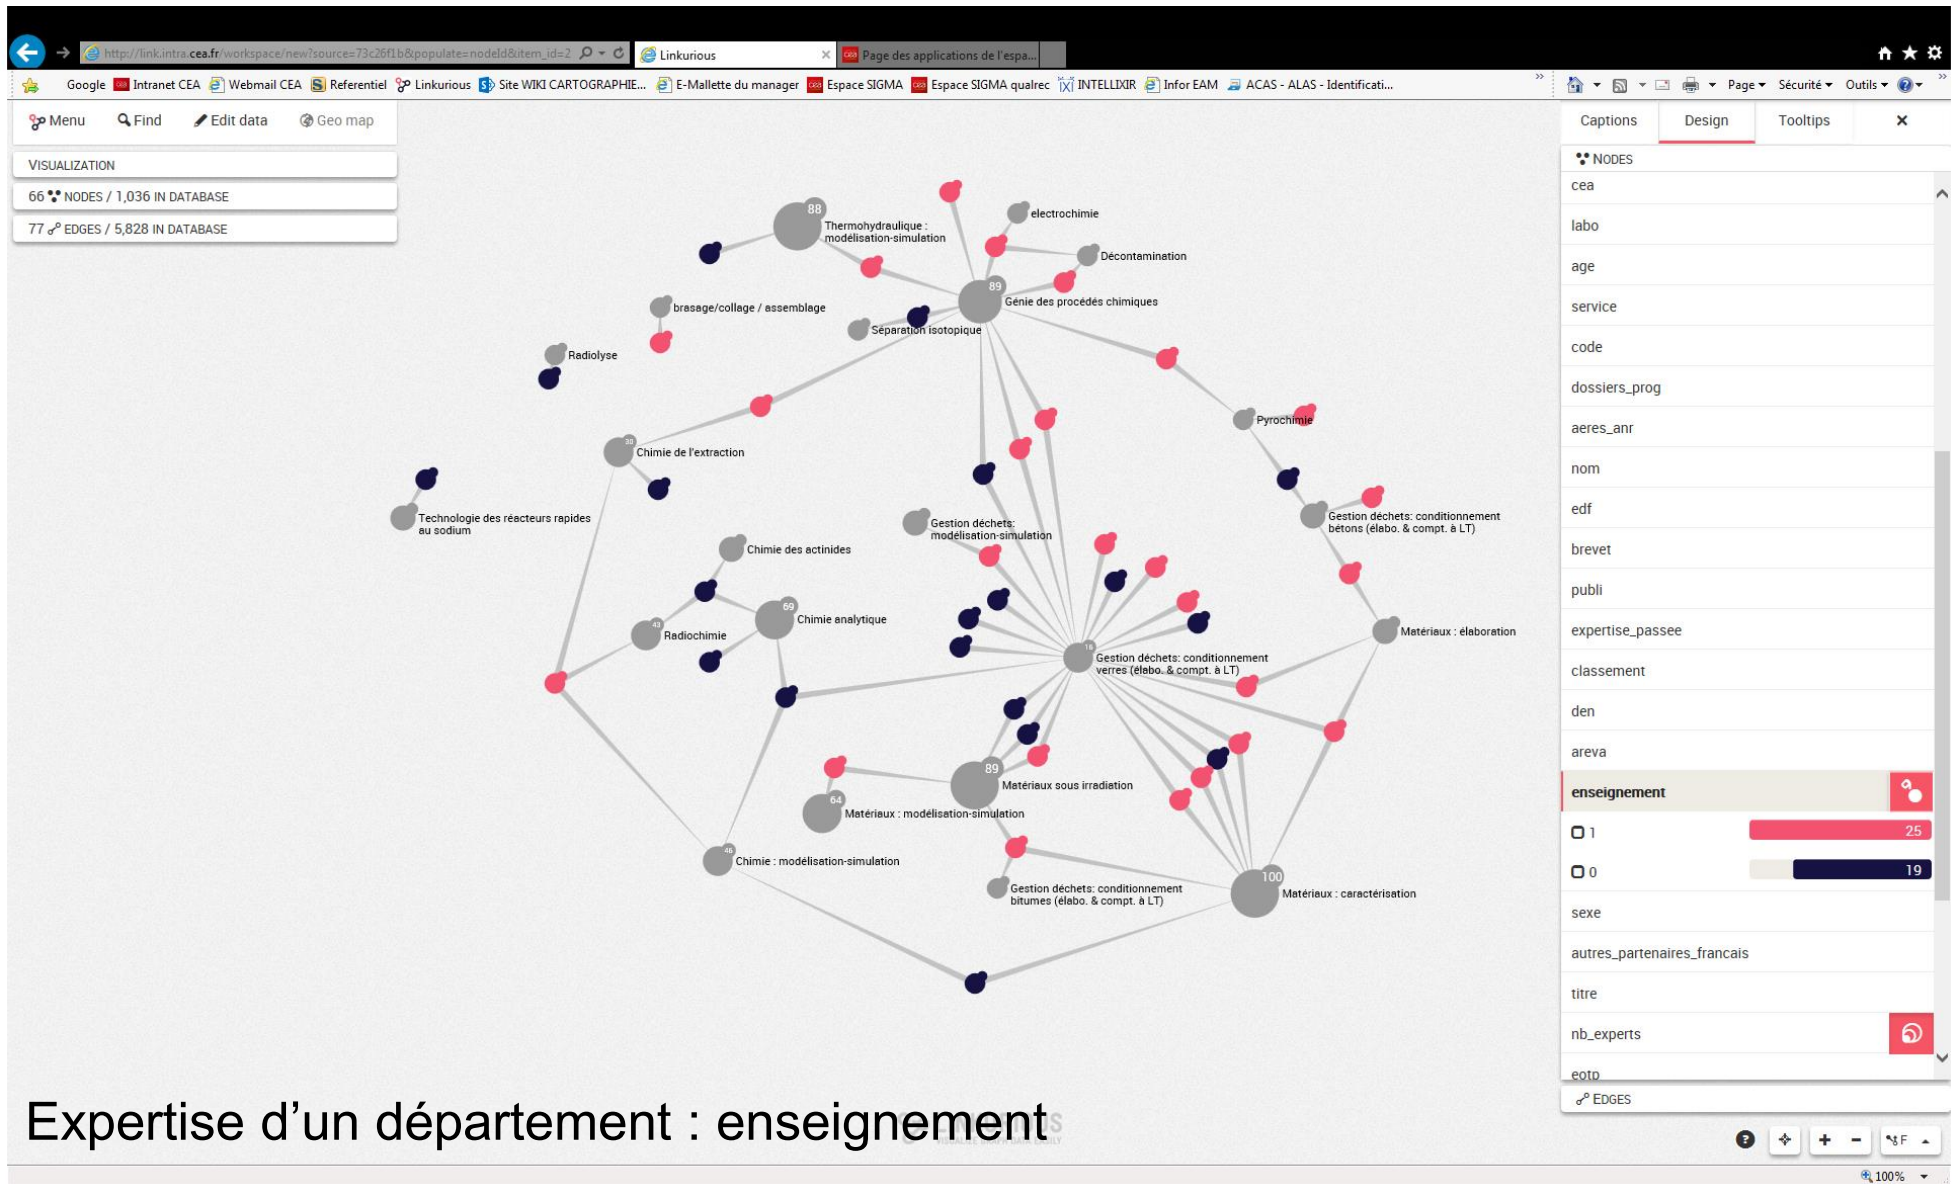 http://link.intra.cea.fr/workspace/new?source=73c26f1b&populate=nodeId&item_id=2
Linkurious
Page des applications de l'espa...
Google
Intranet CEA
Webmail CEA
Referentiel
Linkurious
Site WIKI CARTOGRAPHIE...
E-Mallette du manager
Espace SIGMA
Espace SIGMA qualrec
INTELLIXIR
Infor EAM
ACAS - ALAS - Identificati...
Page
Sécurité
Outils
Menu
Find
Edit data
Geo map
VISUALIZATION
66 NODES / 1,036 IN DATABASE
77 EDGES / 5,828 IN DATABASE
88
Thermohydraulique :
modélisation-simulation
electrochimie
Décontamination
89
Génie des procédés chimiques
brasage/collage / assemblage
Séparation isotopique
Radiolyse
Pyrochimie
30
Chimie de l'extraction
Technologie des réacteurs rapides
au sodium
Gestion déchets:
modélisation-simulation
Gestion déchets: conditionnement
bétons (élabo. & compt. à LT)
Chimie des actinides
69
Chimie analytique
43
Radiochimie
Matériaux : élaboration
16
Gestion déchets: conditionnement
verres (élabo. & compt. à LT)
89
Matériaux sous irradiation
64
Matériaux : modélisation-simulation
46
Chimie : modélisation-simulation
Gestion déchets: conditionnement
bitumes (élabo. & compt. à LT)
100
Matériaux : caractérisation
Captions
Design
Tooltips
NODES
cea
labo
age
service
code
dossiers_prog
aeres_anr
nom
edf
brevet
publi
expertise_passee
classement
den
areva
enseignement
1
25
0
19
sexe
autres_partenaires_francais
titre
nb_experts
eotp
EDGES
Expertise d'un département : enseignement
F
100%